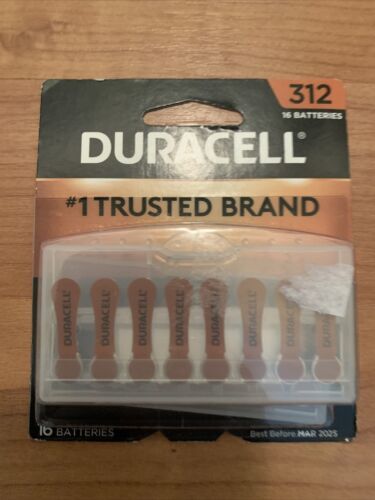 312
16 BATTERIES
DURACELL®
#1 TRUSTED BRAND
DURACELL
DURACELL
DURACELL
DURACELL
DURACELL
DURACELL
DURACELL
DURACELL
16 BATTERIES
Best Before MAR 2025